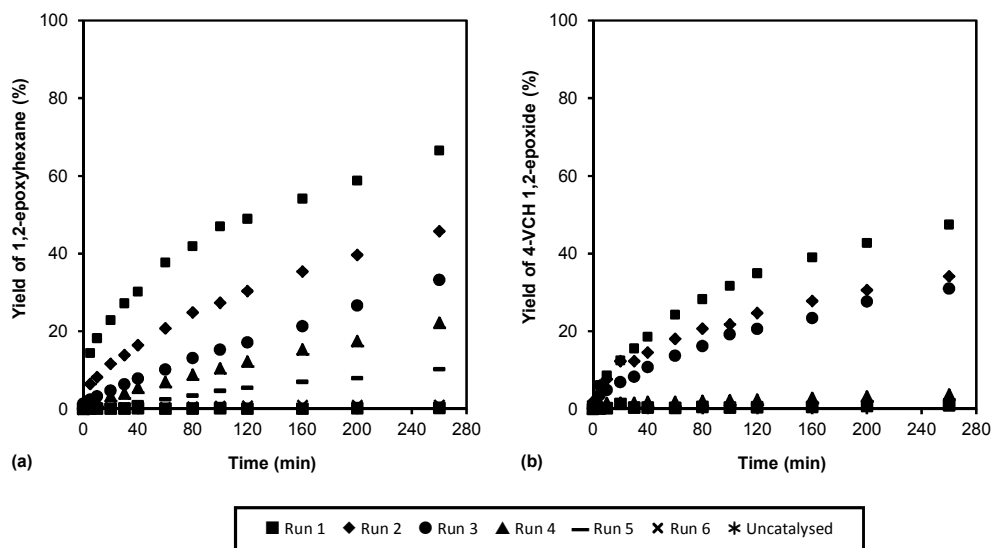 Yield of 1,2-epoxyhexane (%)
100
80
60
40
20
0
0 40 80 120 160 200 240 280
(a)
Time (min)
Yield of 4-VCH 1,2-epoxide (%)
100
80
60
40
20
0
0 40 80 120 160 200 240 280
(b)
Time (min)
Run 1 Run 2 Run 3 Run 4 Run 5 Run 6 Uncatalysed